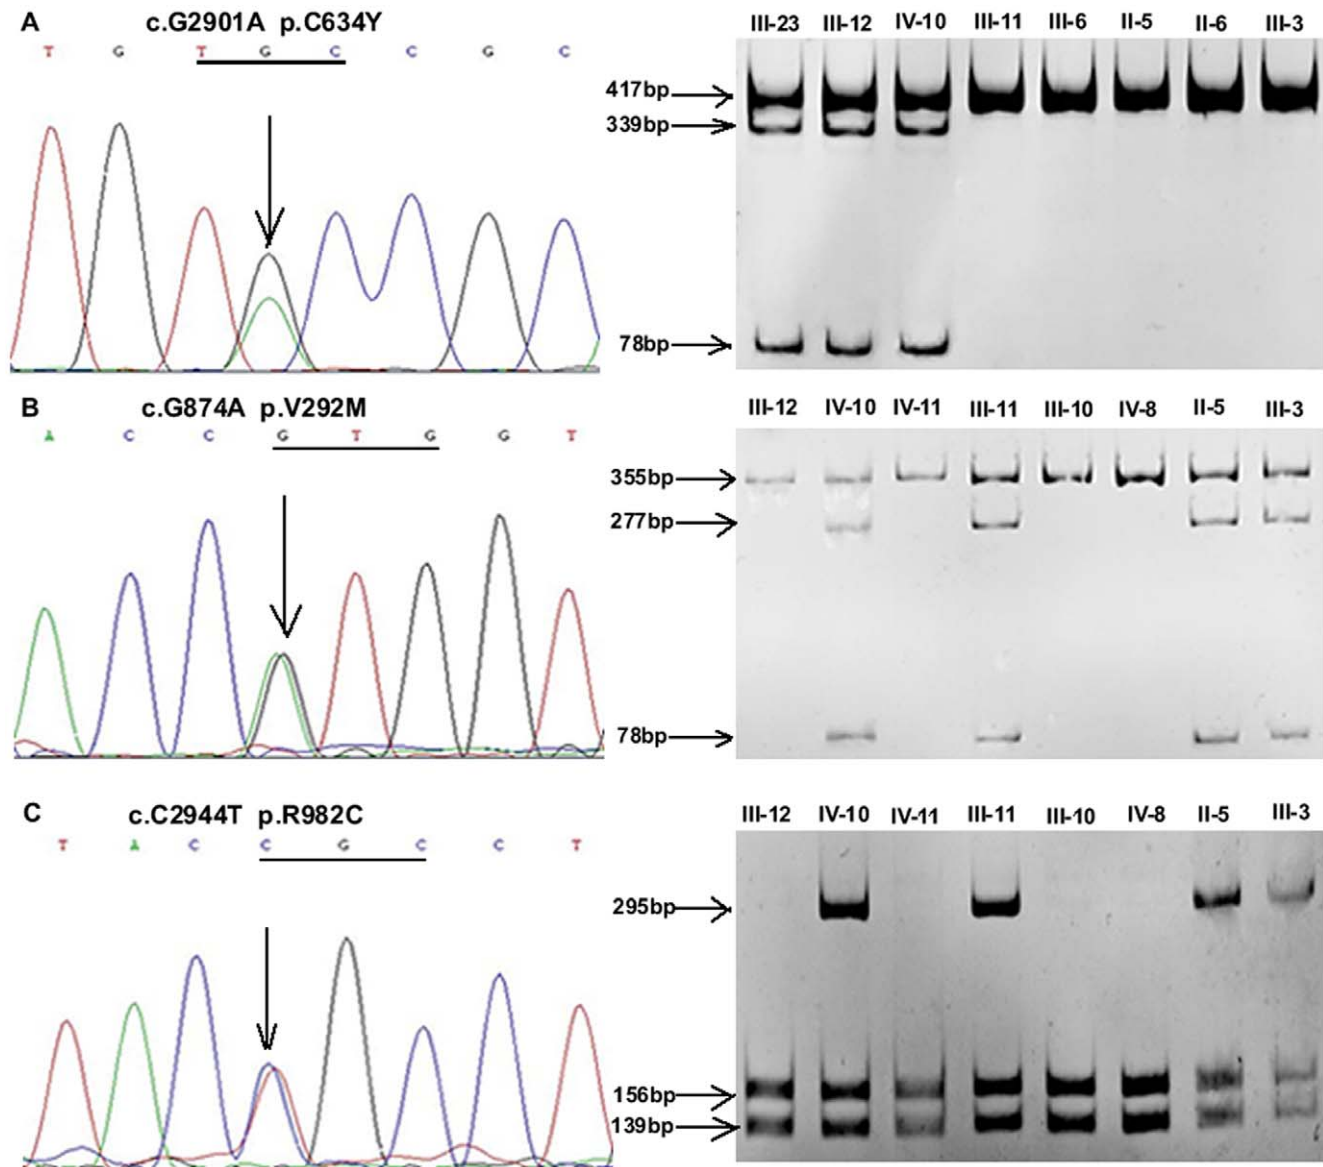 A c.G2901A p.C634Y
T G T G C C G C
III-23 III-12 IV-10 III-11 III-6 II-5 II-6 III-3
417bp
339bp
78bp
B c.G874A p.V292M
A C C G T G G T
III-12 IV-10 IV-11 III-11 III-10 IV-8 II-5 III-3
355bp
277bp
78bp
C c.C2944T p.R982C
T A C C G C C T
III-12 IV-10 IV-11 III-11 III-10 IV-8 II-5 III-3
295bp
156bp
139bp